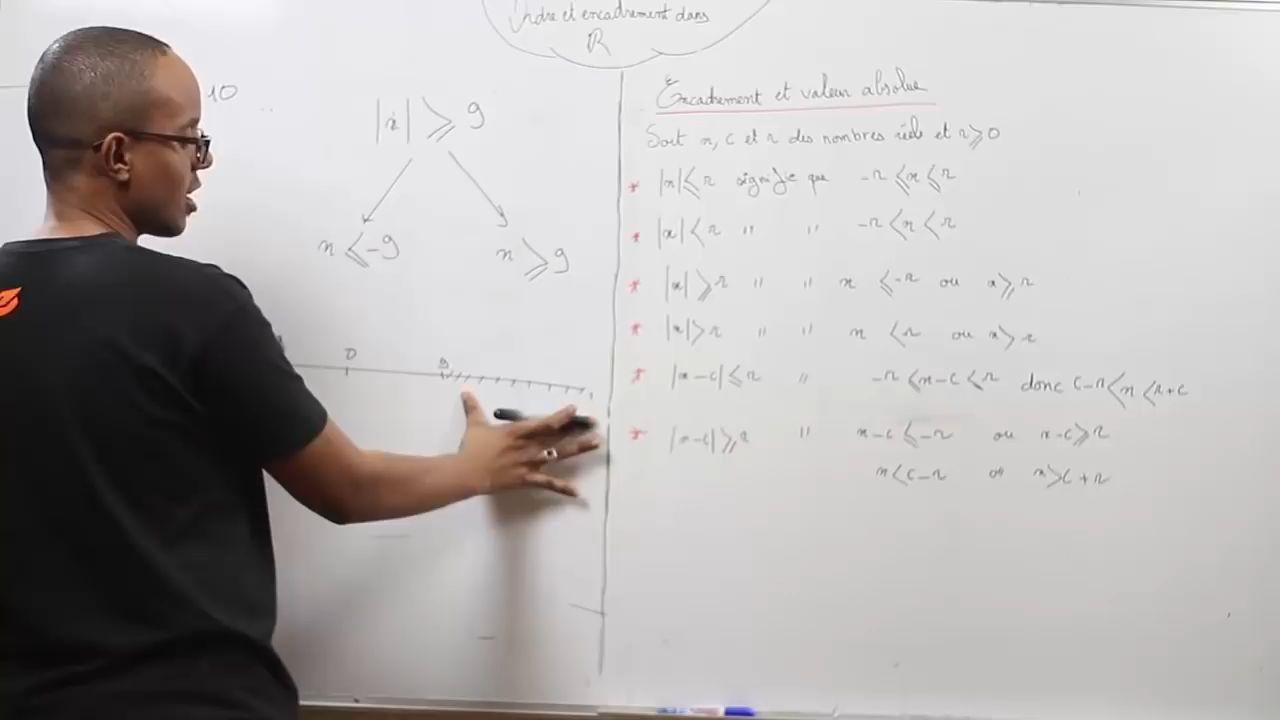 Ordre et encadrement dans
ℝ
10
|x| ⩾ 9
x ⩽ -9
x ⩾ 9
0
9
Encadrement et valeur absolue
Soit x, c et r des nombres réels et r ⩾ 0
* |x| ⩽ r signifie que -r ⩽ x ⩽ r
* |x| < r " " -r < x < r
* |x| ⩾ r " " x ⩽ -r ou x ⩾ r
* |x| > r " " x < r ou x > r
* |x-c| ⩽ r " -r ⩽ x-c ⩽ r donc c-r < x < r+c
* |x-c| ⩾ r " x-c ⩽ -r ou x-c ⩾ r
x < c-r ou x > c+r